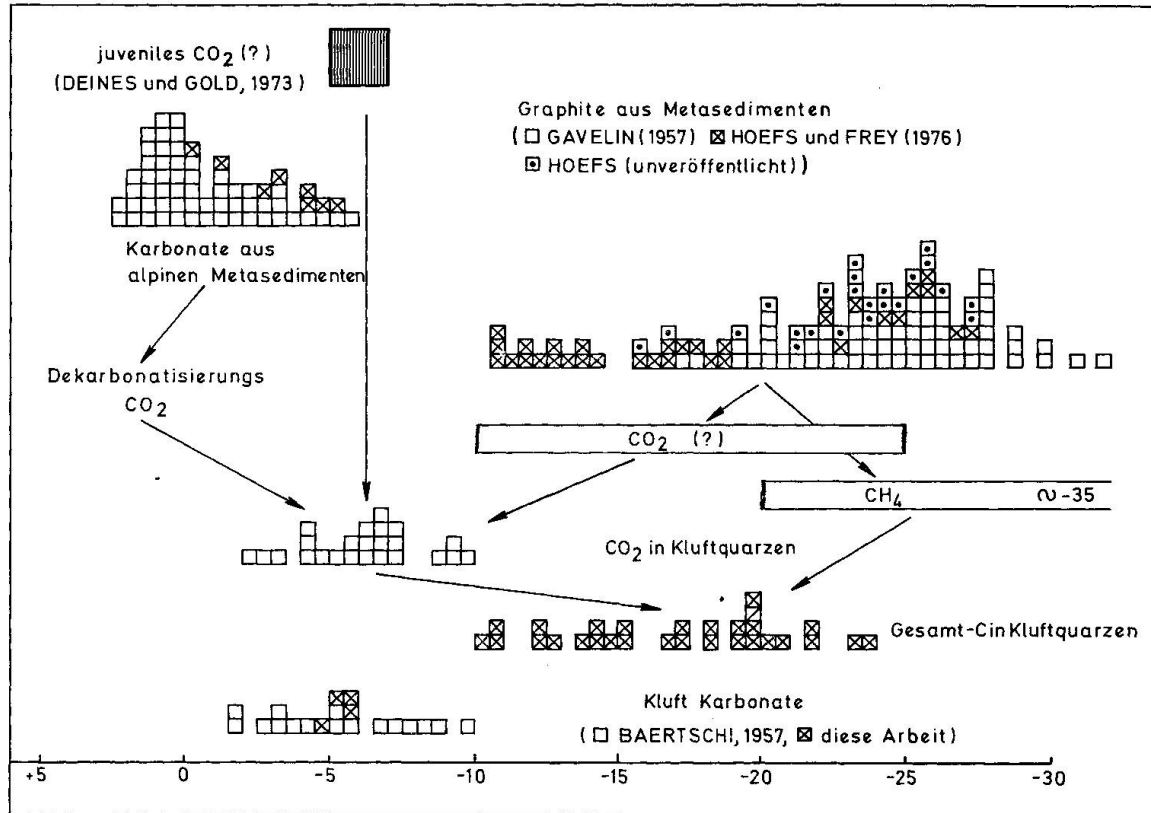 juveniles CO2 (?)
(DEINES und GOLD, 1973)
Graphite aus Metasedimenten
( □ GAVELIN (1957) ☒ HOEFS und FREY (1976)
⊡ HOEFS (unveröffentlicht))
Karbonate aus
alpinen Metasedimenten
Dekarbonatisierungs
CO2
CO2 (?)
CH4 ∾ -35
CO2 in Kluftquarzen
Gesamt-C in Kluftquarzen
Kluft Karbonate
( □ BAERTSCHI, 1957, ☒ diese Arbeit)
+5 0 -5 -10 -15 -20 -25 -30